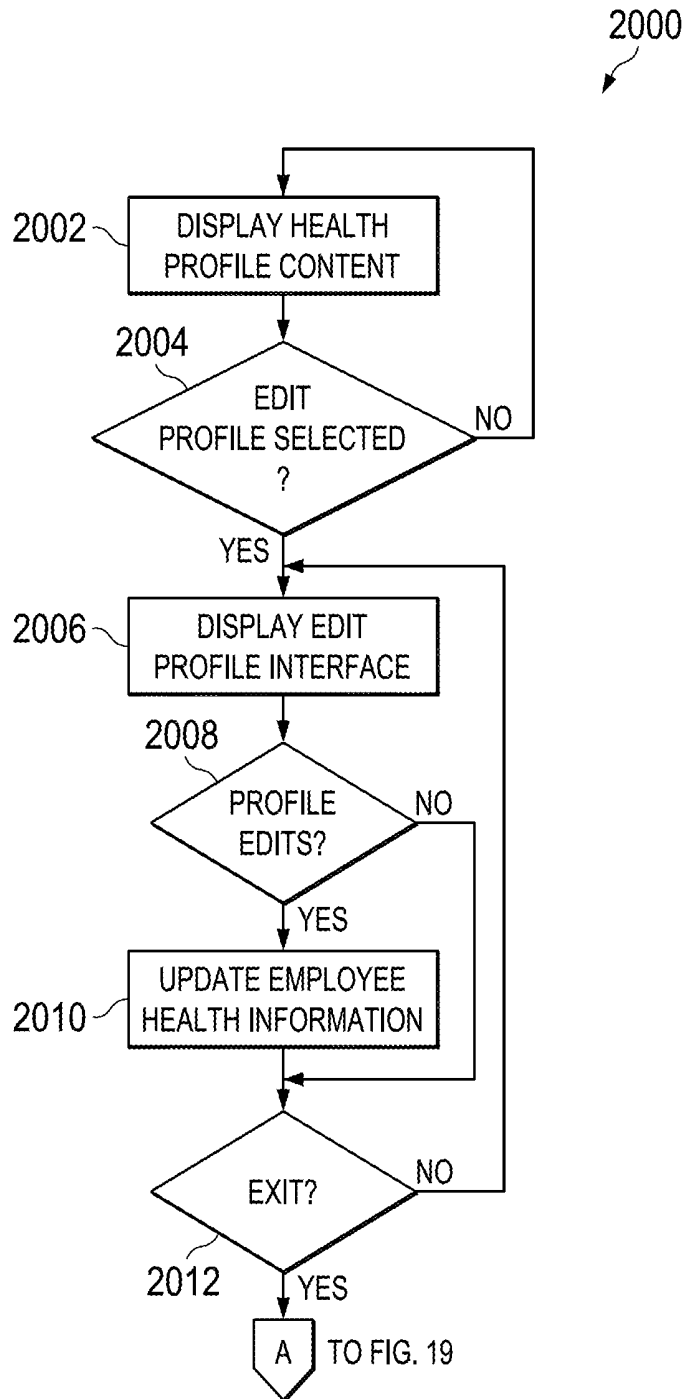 2000
2002
DISPLAY HEALTH
PROFILE CONTENT
2004
EDIT
PROFILE SELECTED
?
NO
YES
2006
DISPLAY EDIT
PROFILE INTERFACE
2008
PROFILE
EDITS?
NO
YES
2010
UPDATE EMPLOYEE
HEALTH INFORMATION
EXIT?
NO
2012
YES
A
TO FIG. 19